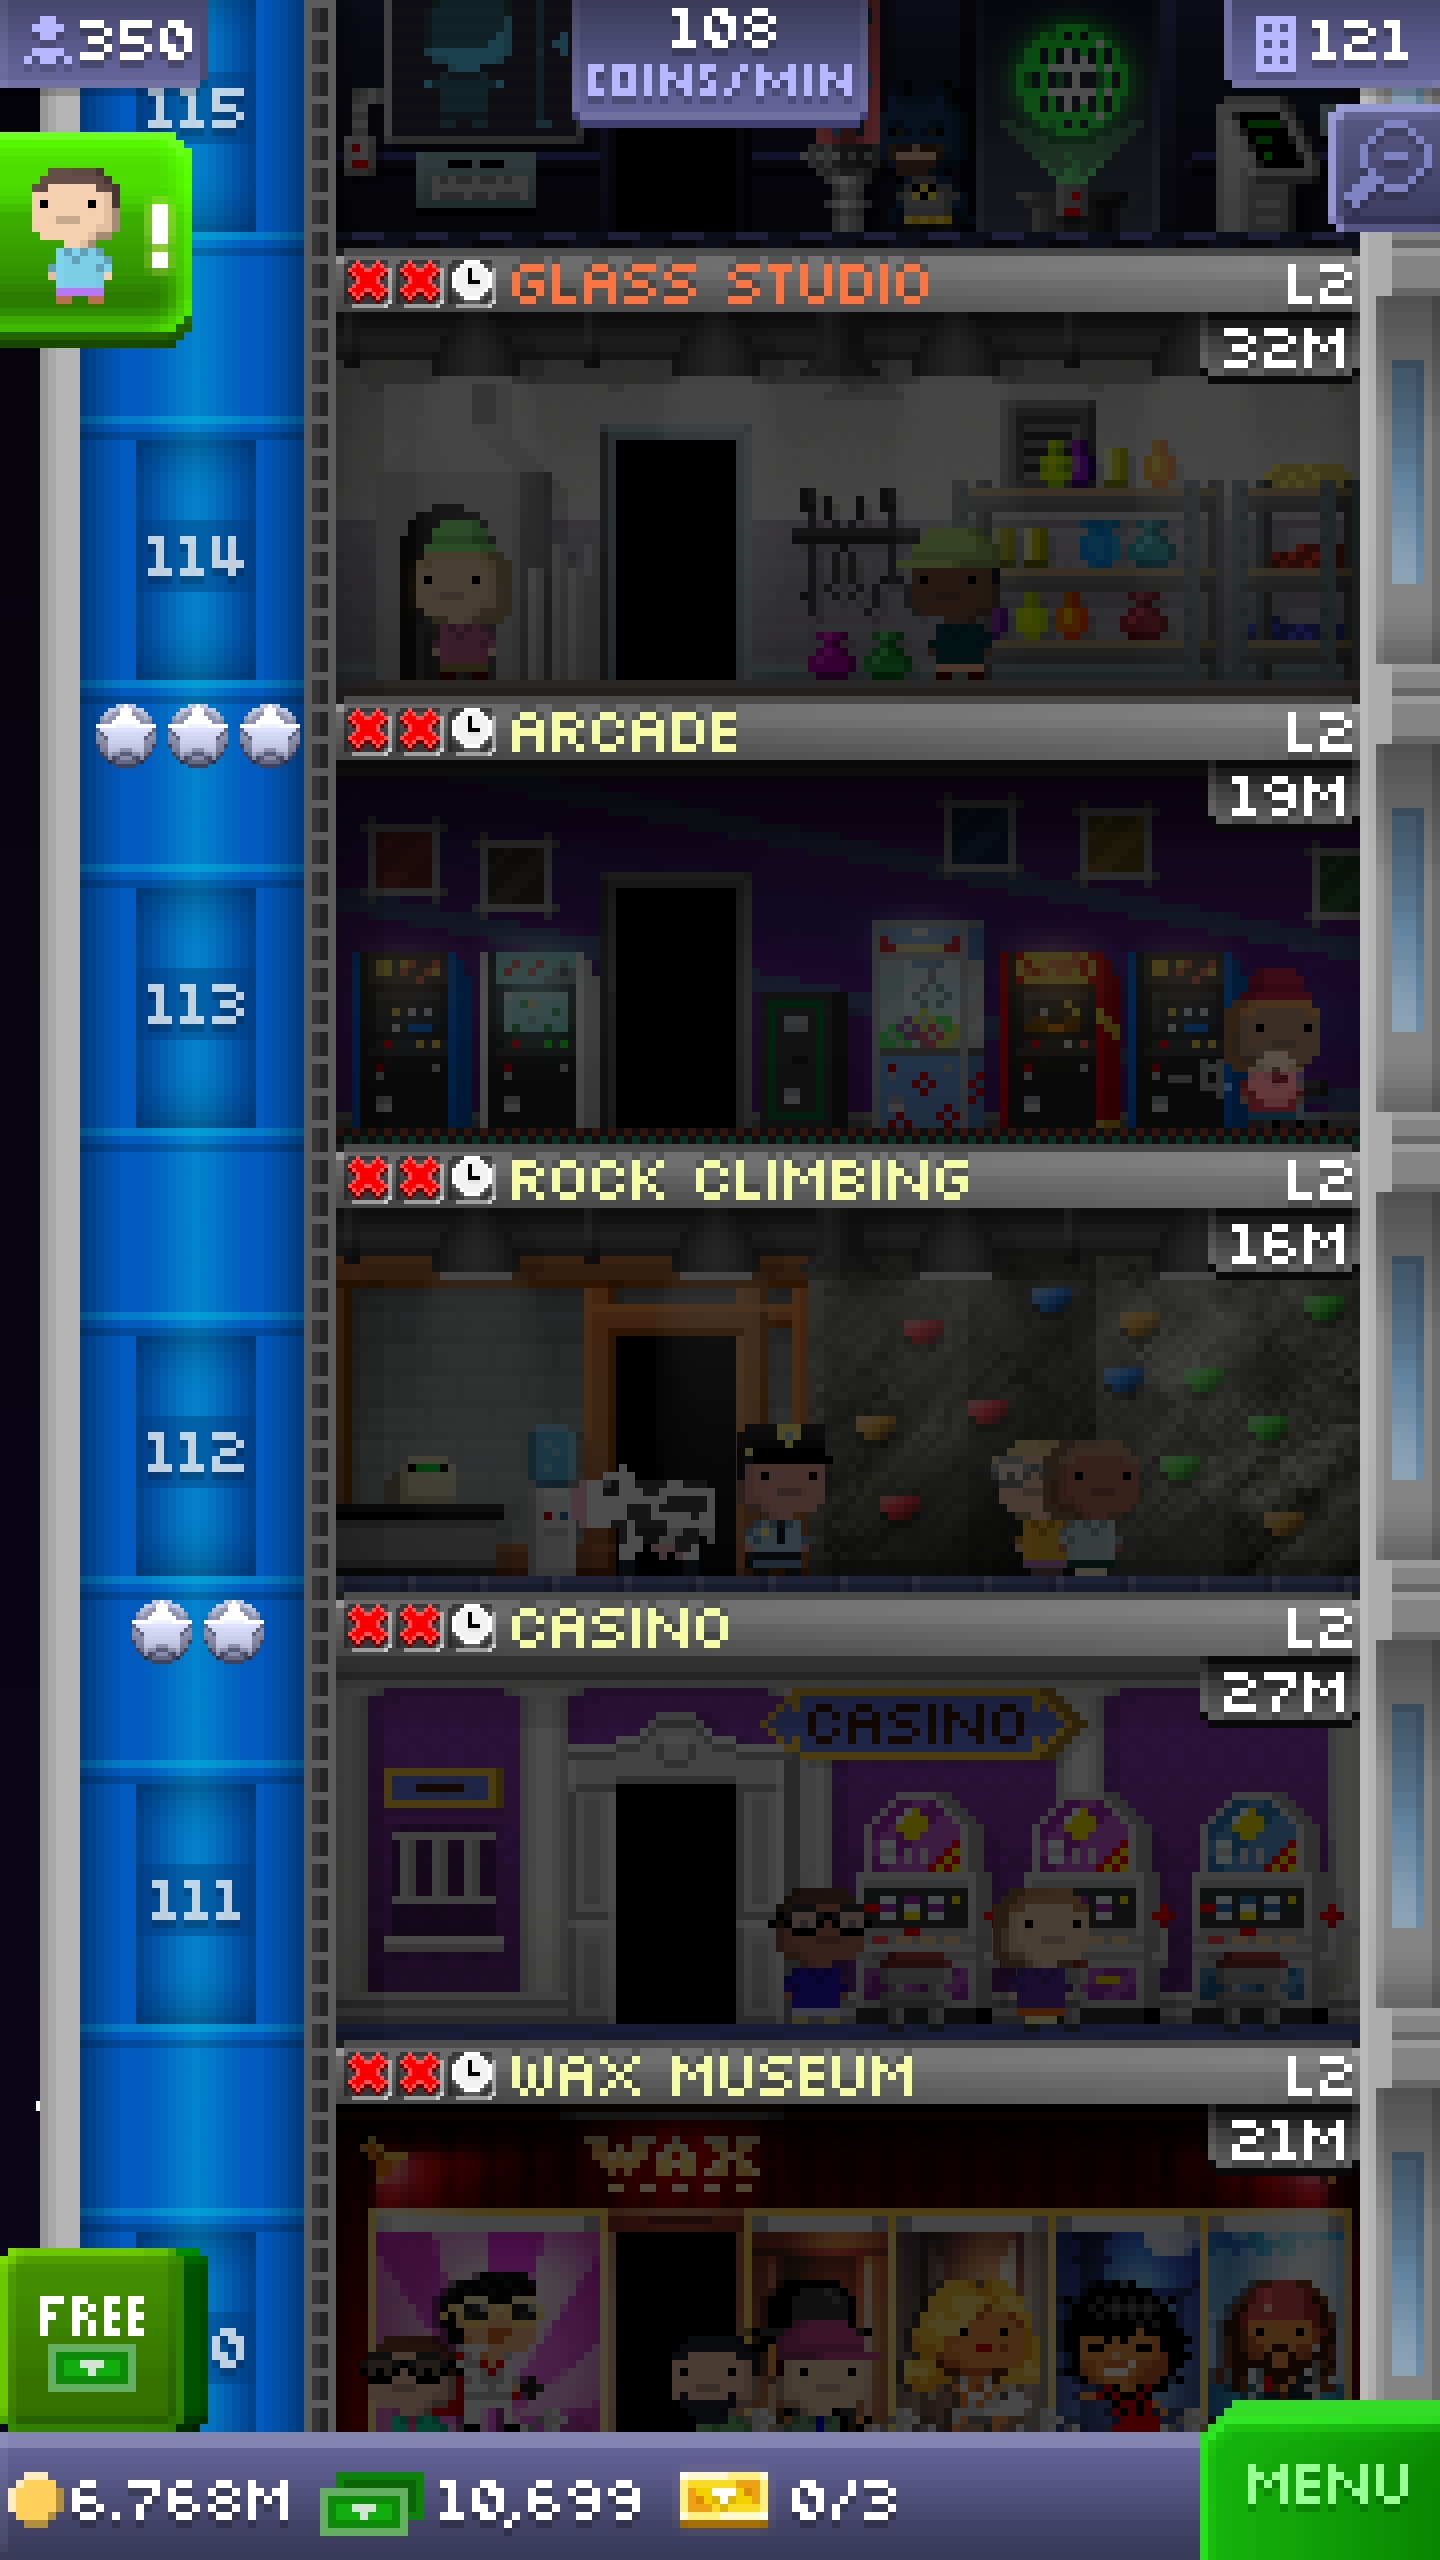 350
108
COINS/MIN
121
115
!
GLASS STUDIO L2
32M
114
ARCADE L2
19M
113
ROCK CLIMBING L2
16M
112
CASINO L2
27M
CASINO
111
WAX MUSEUM L2
21M
WAX
FREE
0
6.768M 10,699 0/3
MENU